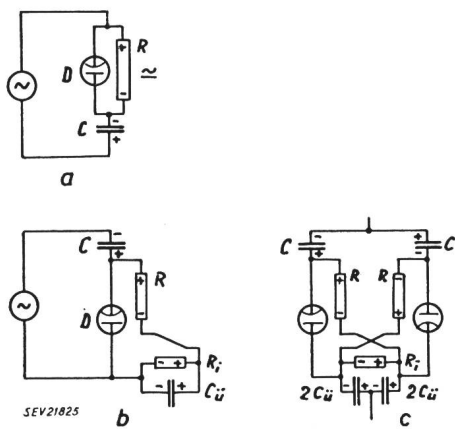 + R
D
≃
-
C - +
a
C - +
+ R -
D
- + Rᵢ
- + Cü
SEV21825
b
C - +
+ - C
+ R -
R + -
- + Rᵢ
2Cü - + - + 2Cü
c